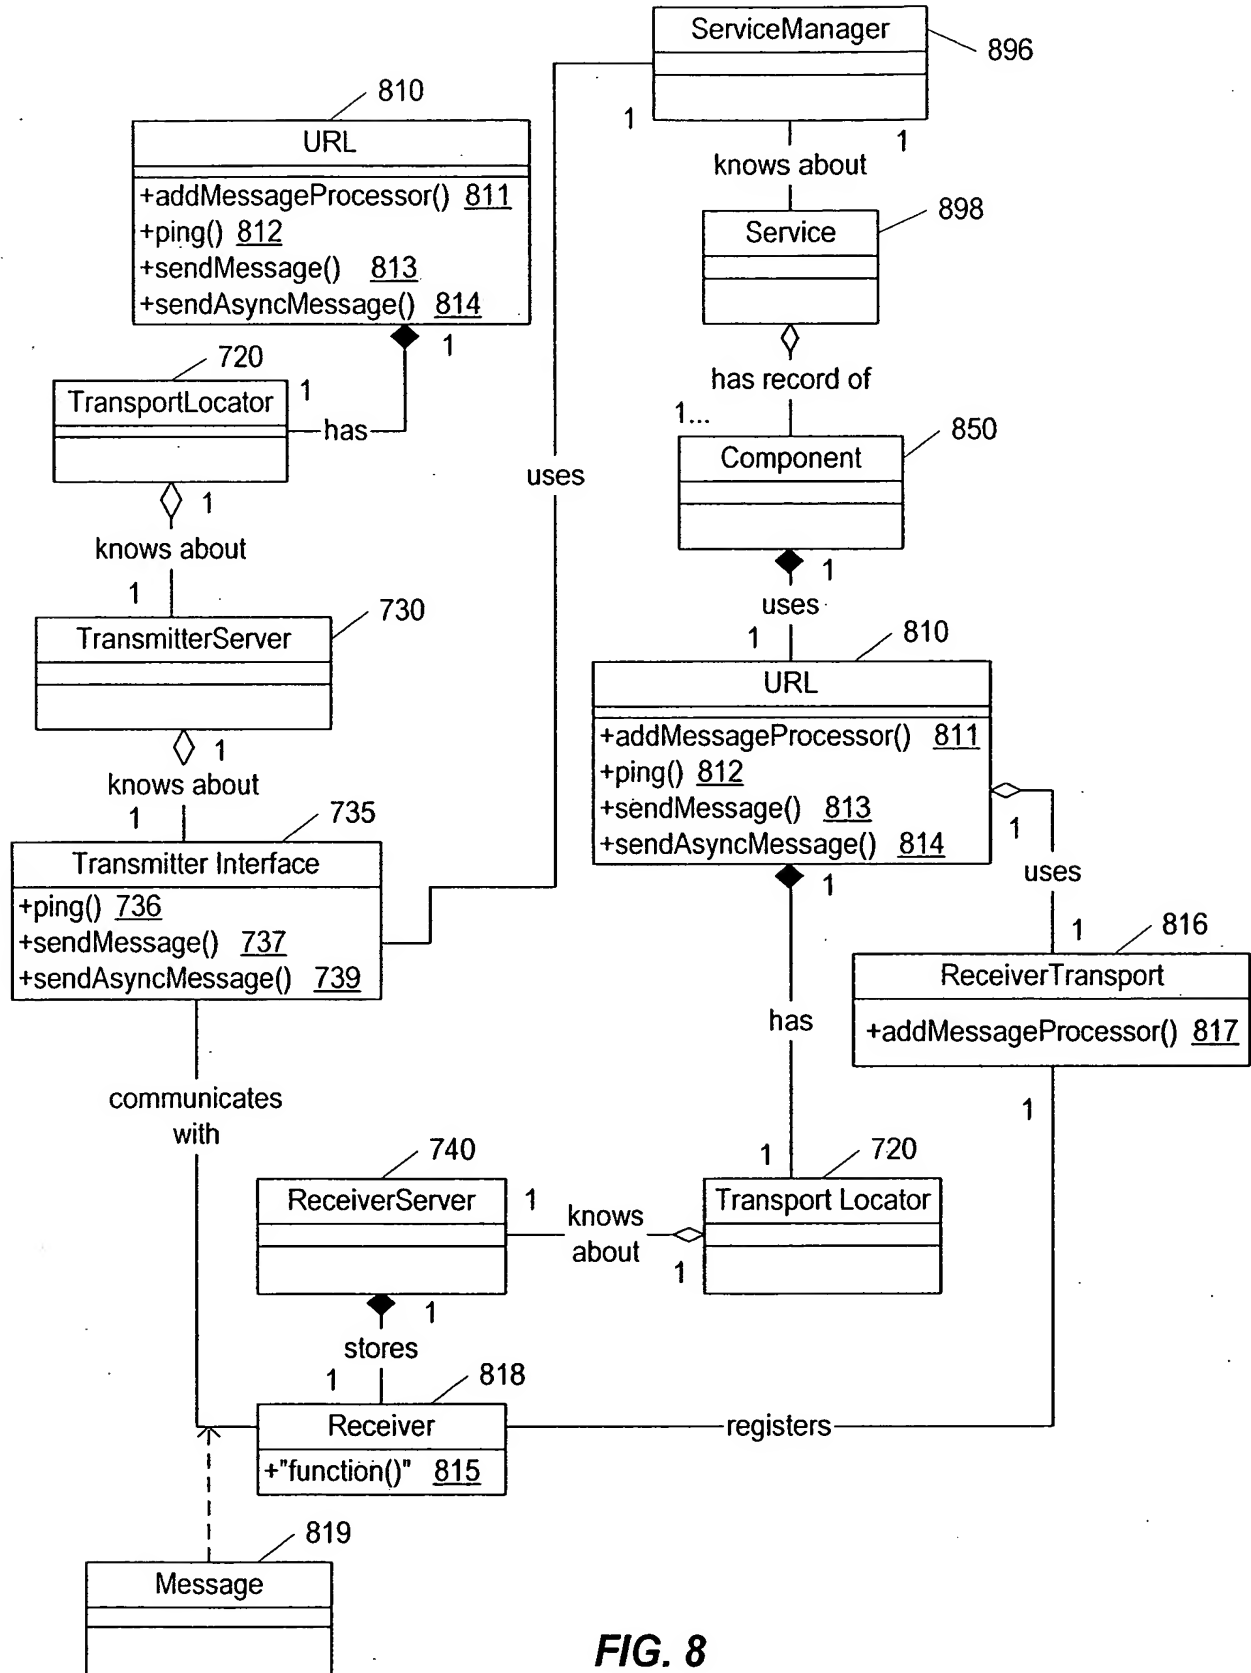 ServiceManager
896
1
1
knows about
810
URL
+addMessageProcessor() 811
+ping() 812
+sendMessage() 813
+sendAsyncMessage() 814
1
Service
898
has record of
1...
720
TransportLocator
1
has
1
knows about
1
uses
Component
850
1
uses
1
TransmitterServer
730
1
knows about
1
810
URL
+addMessageProcessor() 811
+ping() 812
+sendMessage() 813
+sendAsyncMessage() 814
1
1
uses
1
735
Transmitter Interface
+ping() 736
+sendMessage() 737
+sendAsyncMessage() 739
816
ReceiverTransport
+addMessageProcessor() 817
1
has
1
communicates
with
740
ReceiverServer
1
knows
about
1
720
Transport Locator
1
stores
1
818
Receiver
+"function()" 815
registers
819
Message
FIG. 8